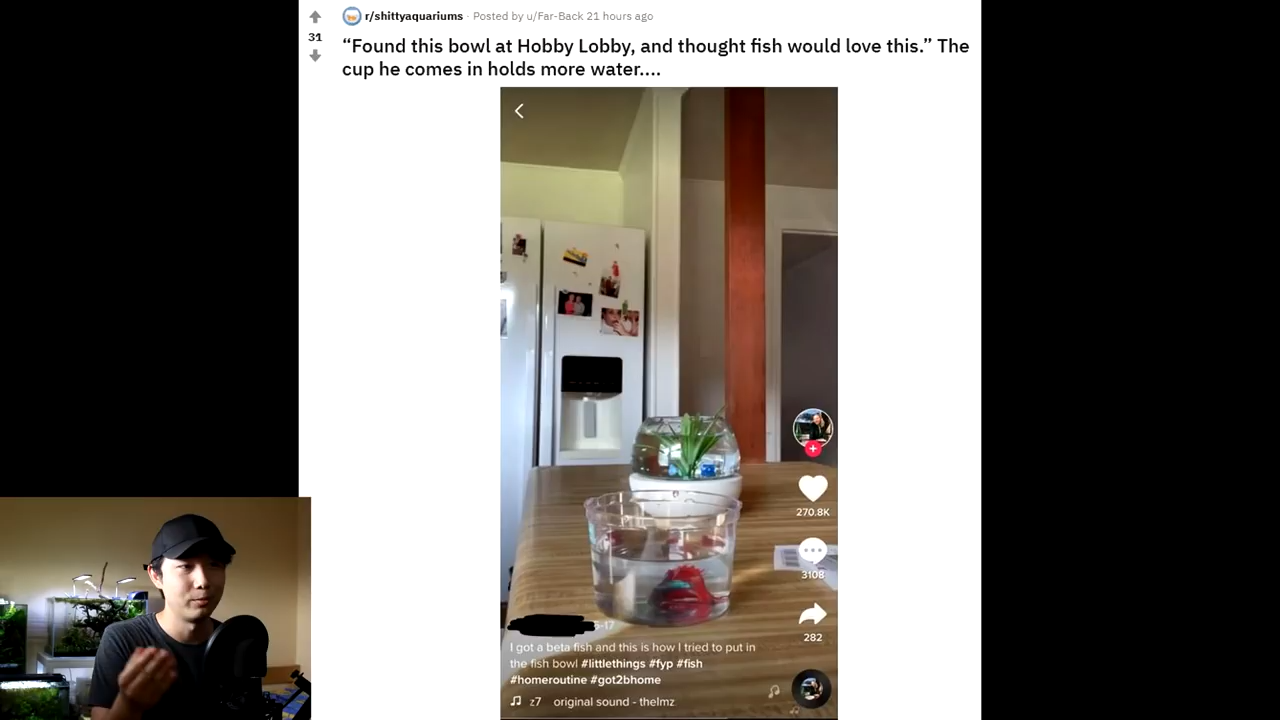 r/shittyaquariums · Posted by u/Far-Back 21 hours ago
31
“Found this bowl at Hobby Lobby, and thought fish would love this.” The
cup he comes in holds more water....
270.8K
3108
282
6-17
I got a beta fish and this is how I tried to put in
the fish bowl #littlethings #fyp #fish
#homeroutine #got2bhome
z7 original sound - thelmz